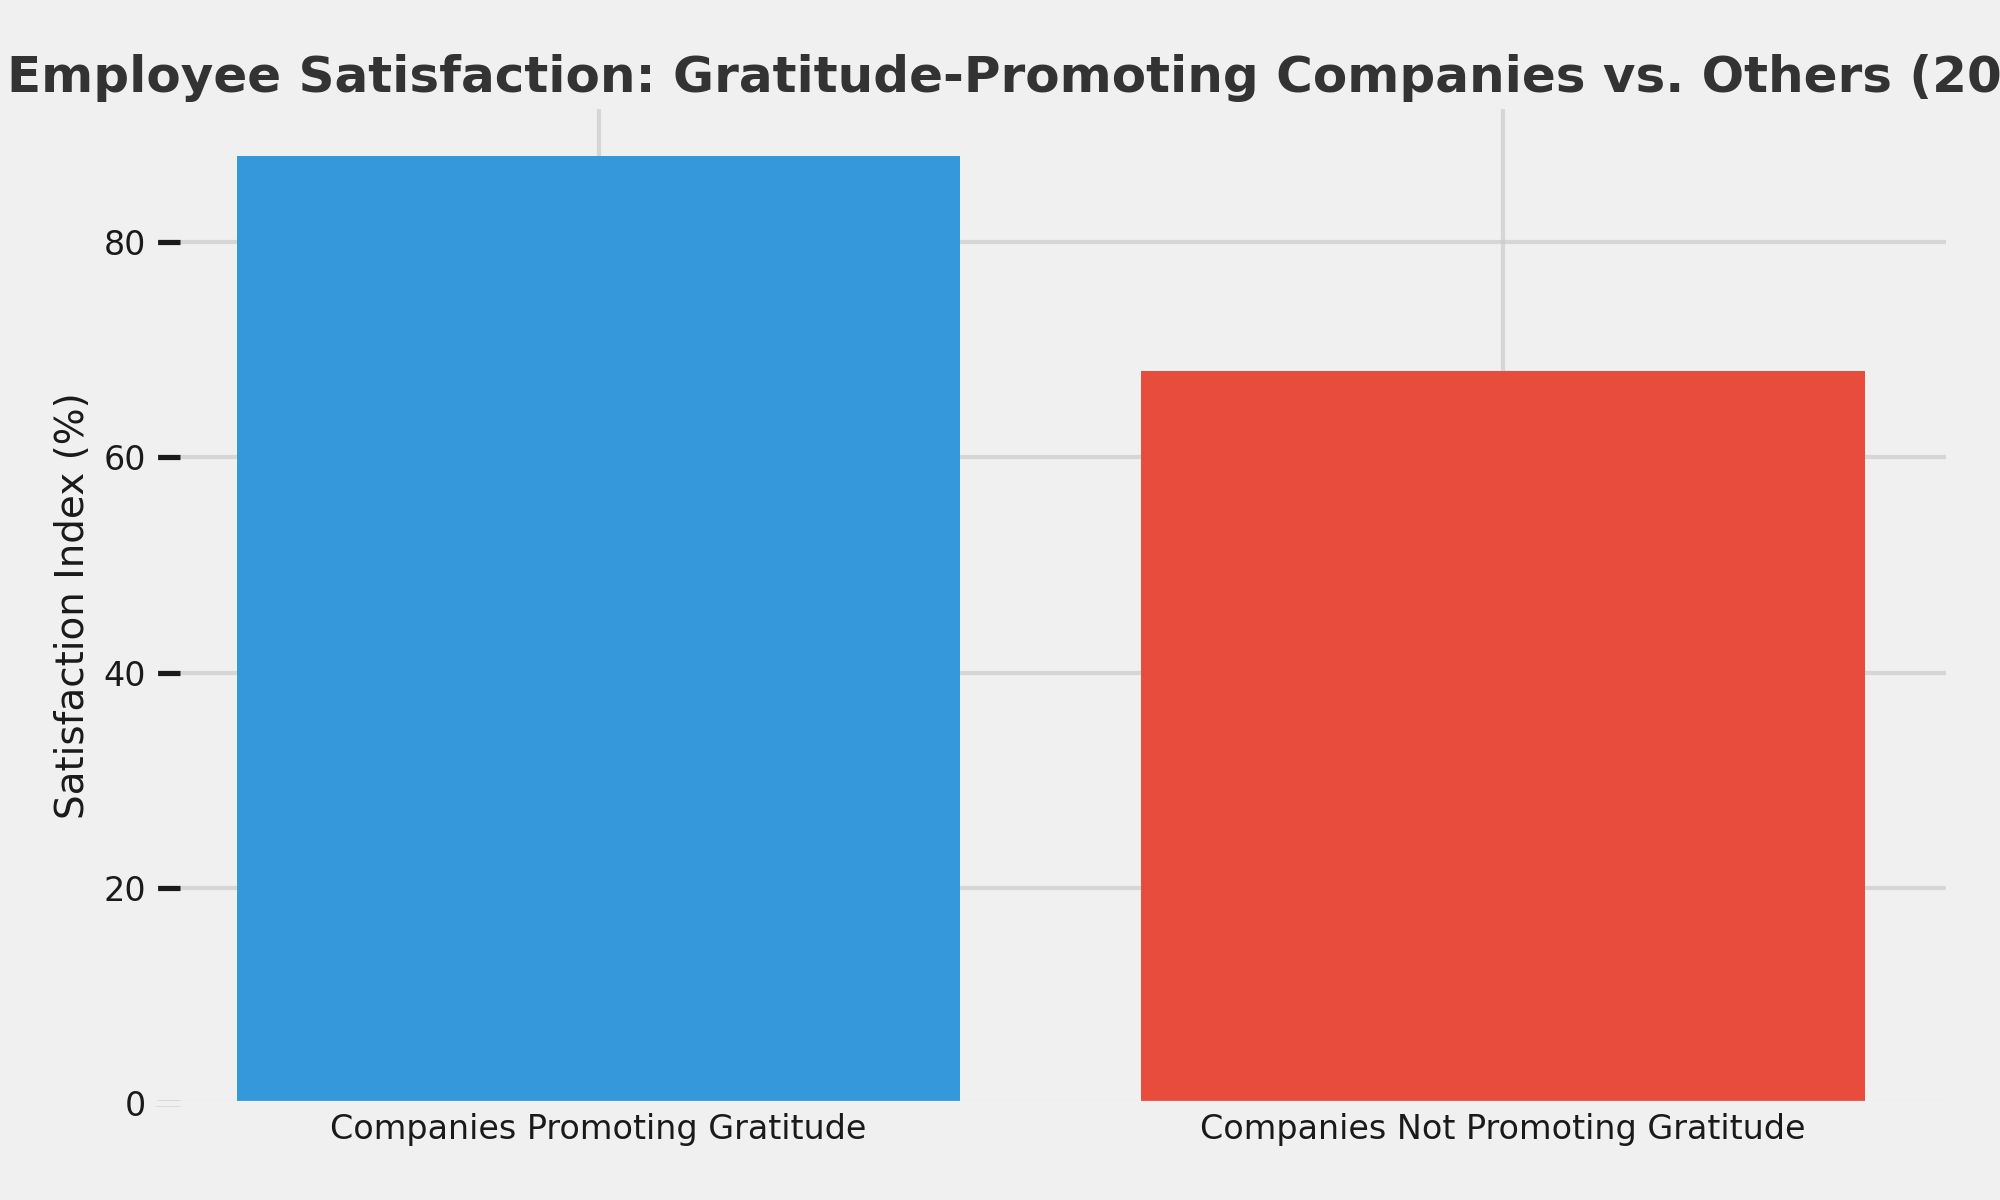 Employee Satisfaction: Gratitude-Promoting Companies vs. Others (20
80
60
40
20
0
Satisfaction Index (%)
Companies Promoting Gratitude
Companies Not Promoting Gratitude